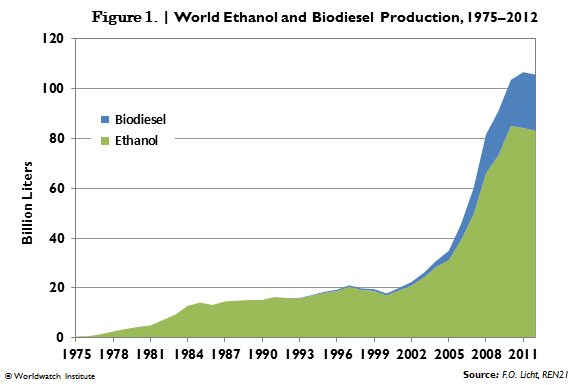 Figure 1. | World Ethanol and Biodiesel Production, 1975–2012
120
100
80
60
40
20
0
Billion Liters
Biodiesel
Ethanol
1975 1978 1981 1984 1987 1990 1993 1996 1999 2002 2005 2008 2011
© Worldwatch Institute
Source: F.O. Licht, REN21